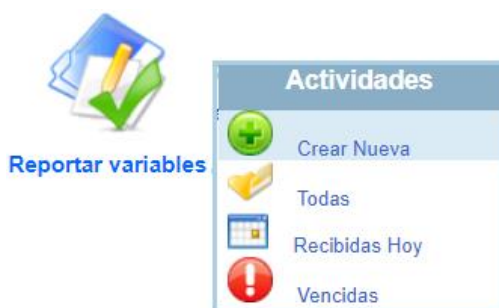 Actividades
Crear Nueva
Reportar variables
Todas
Recibidas Hoy
Vencidas